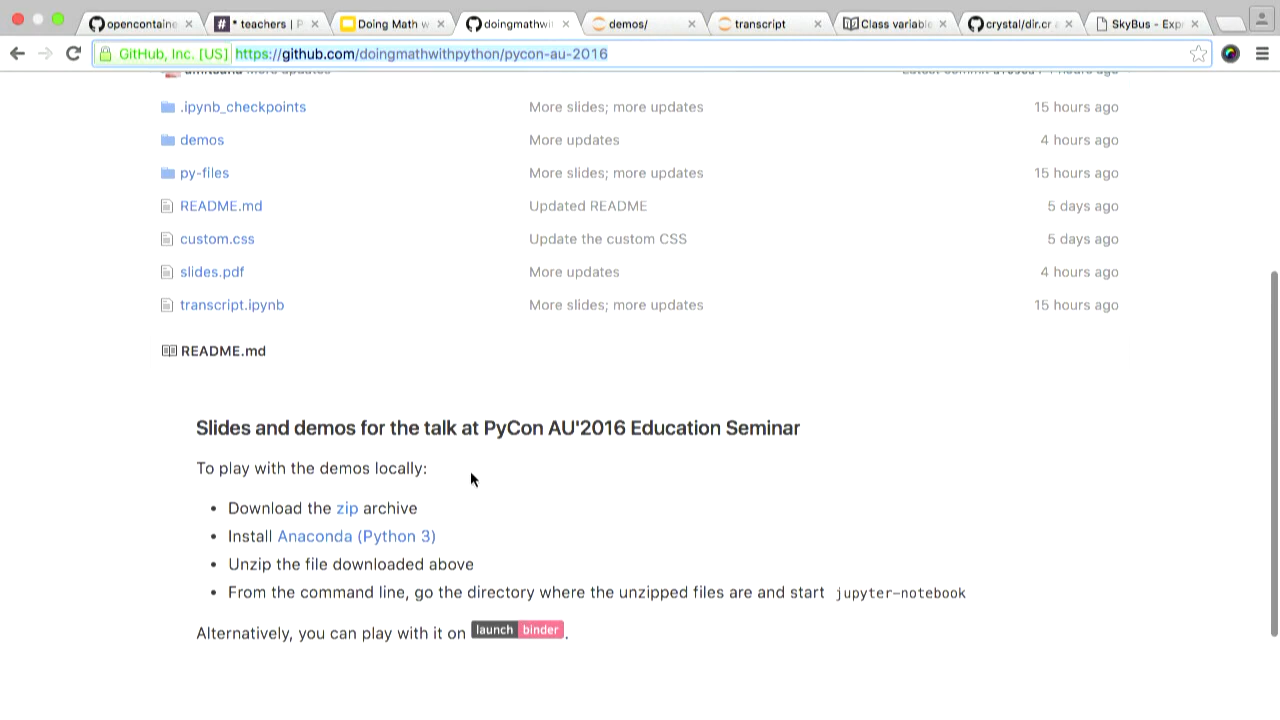 opencontaine
# * teachers | P
Doing Math w
doingmathwi
demos/
transcript
Class variable
crystal/dir.cr a
SkyBus - Exp
GitHub, Inc. [US] https://github.com/doingmathwithpython/pycon-au-2016
.ipynb_checkpoints More slides; more updates 15 hours ago
demos More updates 4 hours ago
py-files More slides; more updates 15 hours ago
README.md Updated README 5 days ago
custom.css Update the custom CSS 5 days ago
slides.pdf More updates 4 hours ago
transcript.ipynb More slides; more updates 15 hours ago
README.md
Slides and demos for the talk at PyCon AU'2016 Education Seminar
To play with the demos locally:
• Download the zip archive
• Install Anaconda (Python 3)
• Unzip the file downloaded above
• From the command line, go the directory where the unzipped files are and start jupyter-notebook
Alternatively, you can play with it on launch binder.